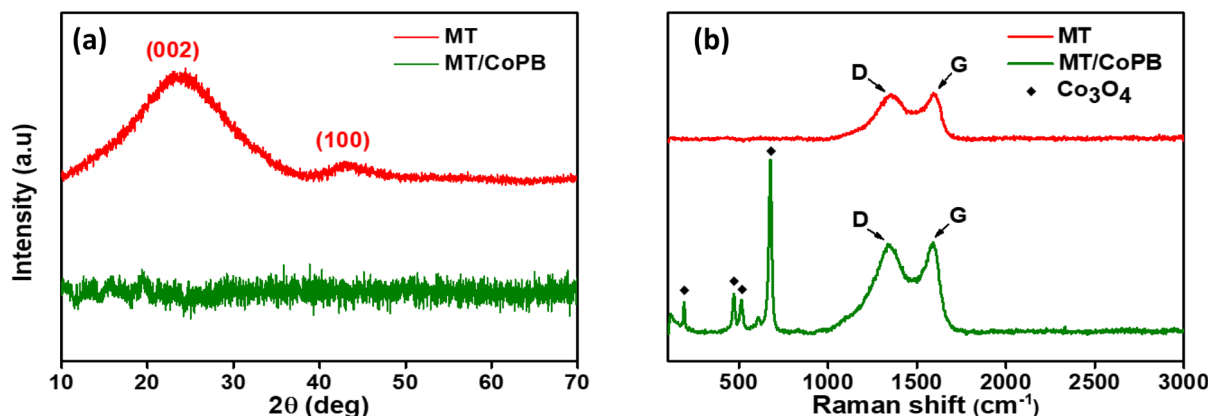 (a)
(002)
(100)
MT
MT/CoPB
Intensity (a.u)
10 20 30 40 50 60 70
2θ (deg)
(b)
MT
MT/CoPB
◆ Co₃O₄
D G
D G
500 1000 1500 2000 2500 3000
Raman shift (cm⁻¹)